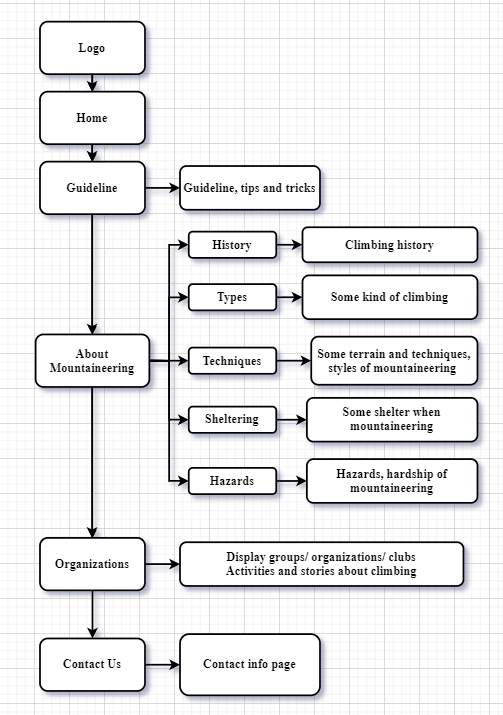 Logo
Home
Guideline
Guideline, tips and tricks
History
Climbing history
Types
Some kind of climbing
About
Mountaineering
Techniques
Some terrain and techniques,
styles of mountaineering
Sheltering
Some shelter when
mountaineering
Hazards
Hazards, hardship of
mountaineering
Organizations
Display groups/ organizations/ clubs
Activities and stories about climbing
Contact Us
Contact info page